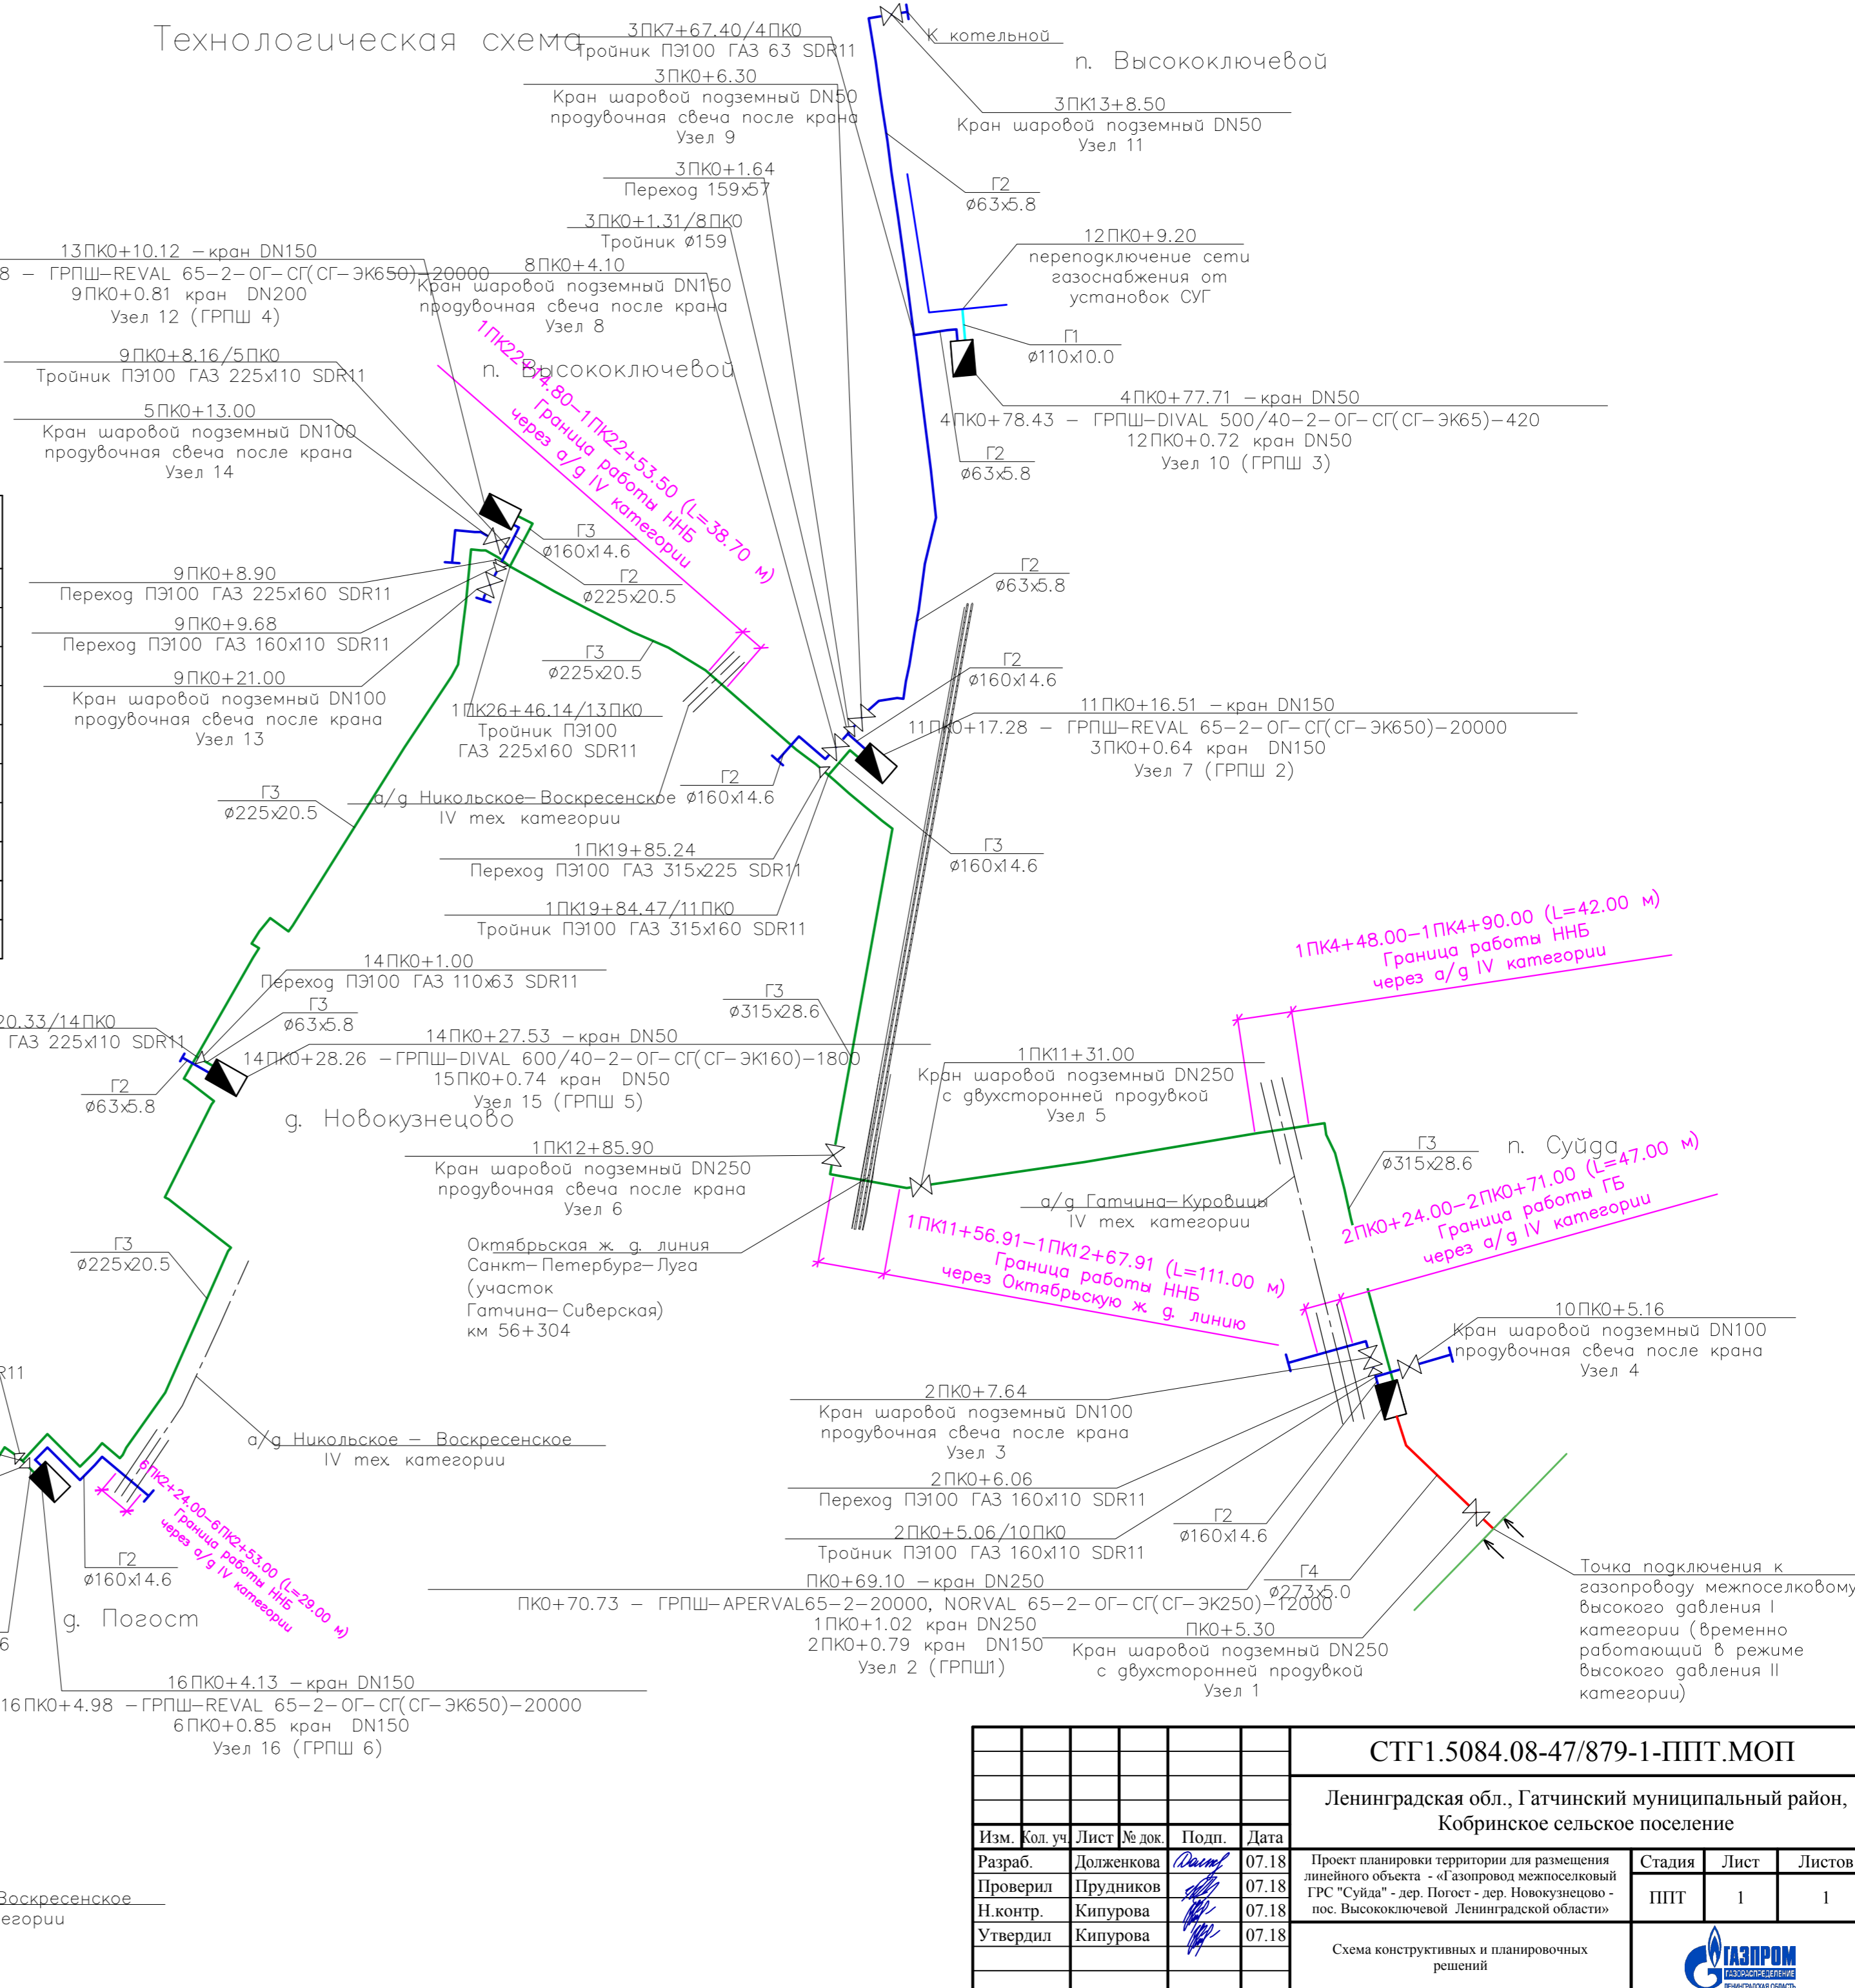 Технологическая схема
3ПК7+67.40/4ПК0
Тройник ПЭ100 ГАЗ 63 SDR11
К котельной
п. Высокоключевой
3ПК0+6.30
Кран шаровой подземный DN50
продувочная свеча после крана
Узел 9
3ПК13+8.50
Кран шаровой подземный DN50
Узел 11
3ПК0+1.64
Переход 159х57
Г2
⌀63х5.8
3ПК0+1.31/8ПК0
Тройник ⌀159
12ПК0+9.20
переподключение сети
газоснабжения от
установок СУГ
13ПК0+10.12 –кран DN150
8 – ГРПШ–REVAL 65–2–ОГ–СГ(СГ–ЭК650)–20000
9ПК0+0.81 кран DN200
Узел 12 (ГРПШ 4)
8ПК0+4.10
Кран шаровой подземный DN150
продувочная свеча после крана
Узел 8
Г1
⌀110х10.0
9ПК0+8.16/5ПК0
Тройник ПЭ100 ГАЗ 225х110 SDR11
п. Высокоключевой
1ПК22+14.80–1ПК22+53.50 (L=38.70 м)
Граница работы ННБ
через а/д IV категории
4ПК0+77.71 –кран DN50
4ПК0+78.43 – ГРПШ–DIVAL 500/40–2–ОГ–СГ(СГ–ЭК65)–420
12ПК0+0.72 кран DN50
Узел 10 (ГРПШ 3)
5ПК0+13.00
Кран шаровой подземный DN100
продувочная свеча после крана
Узел 14
Г2
⌀63х5.8
Г3
⌀160х14.6
Г2
⌀225х20.5
9ПК0+8.90
Переход ПЭ100 ГАЗ 225х160 SDR11
Г2
⌀63х5.8
9ПК0+9.68
Переход ПЭ100 ГАЗ 160х110 SDR11
Г3
⌀225х20.5
Г2
⌀160х14.6
9ПК0+21.00
Кран шаровой подземный DN100
продувочная свеча после крана
Узел 13
1ПК26+46.14/13ПК0
Тройник ПЭ100
ГАЗ 225х160 SDR11
11ПК0+16.51 –кран DN150
11ПК0+17.28 – ГРПШ–REVAL 65–2–ОГ–СГ(СГ–ЭК650)–20000
3ПК0+0.64 кран DN150
Узел 7 (ГРПШ 2)
Г3
⌀225х20.5
а/д Никольское–Воскресенское
IV тех. категории
Г2
⌀160х14.6
1ПК19+85.24
Переход ПЭ100 ГАЗ 315х225 SDR11
Г3
⌀160х14.6
1ПК19+84.47/11ПК0
Тройник ПЭ100 ГАЗ 315х160 SDR11
1ПК4+48.00–1ПК4+90.00 (L=42.00 м)
Граница работы ННБ
через а/д IV категории
14ПК0+1.00
Переход ПЭ100 ГАЗ 110х63 SDR11
Г3
⌀63х5.8
Г3
⌀315х28.6
20.33/14ПК0
ГАЗ 225х110 SDR11
14ПК0+27.53 –кран DN50
14ПК0+28.26 –ГРПШ–DIVAL 600/40–2–ОГ–СГ(СГ–ЭК160)–1800
15ПК0+0.74 кран DN50
Узел 15 (ГРПШ 5)
Г2
⌀63х5.8
1ПК11+31.00
Кран шаровой подземный DN250
с двухсторонней продувкой
Узел 5
д. Новокузнецово
1ПК12+85.90
Кран шаровой подземный DN250
продувочная свеча после крана
Узел 6
Г3
⌀315х28.6
п. Суйда
2ПК0+24.00–2ПК0+71.00 (L=47.00 м)
Граница работы ГБ
через а/д IV категории
а/д Гатчина–Куровицы
IV тех. категории
1ПК11+56.91–1ПК12+67.91 (L=111.00 м)
Граница работы ННБ
через Октябрьскую ж. д. линию
Октябрьская ж. д. линия
Санкт–Петербург–Луга
(участок
Гатчина–Сиверская)
км 56+304
Г3
⌀225х20.5
10ПК0+5.16
Кран шаровой подземный DN100
продувочная свеча после крана
Узел 4
R11
2ПК0+7.64
Кран шаровой подземный DN100
продувочная свеча после крана
Узел 3
а/д Никольское – Воскресенское
IV тех. категории
6ПК2+24.00–6ПК2+53.00 (L=29.00 м)
Граница работы ННБ
через а/д IV категории
2ПК0+6.06
Переход ПЭ100 ГАЗ 160х110 SDR11
Г2
⌀160х14.6
2ПК0+5.06/10ПК0
Тройник ПЭ100 ГАЗ 160х110 SDR11
Г2
⌀160х14.6
Г4
⌀273х5.0
Точка подключения к
газопроводу межпоселковому
высокого давления I
категории (временно
работающий в режиме
высокого давления II
категории)
ПК0+69.10 –кран DN250
ПК0+70.73 – ГРПШ–APERVAL65–2–20000, NORVAL 65–2–ОГ–СГ(СГ–ЭК250)–12000
1ПК0+1.02 кран DN250
2ПК0+0.79 кран DN150
Узел 2 (ГРПШ1)
ПК0+5.30
Кран шаровой подземный DN250
с двухсторонней продувкой
Узел 1
д. Погост
6
16ПК0+4.13 –кран DN150
16ПК0+4.98 –ГРПШ–REVAL 65–2–ОГ–СГ(СГ–ЭК650)–20000
6ПК0+0.85 кран DN150
Узел 16 (ГРПШ 6)
Воскресенское
егории
СТГ1.5084.08-47/879-1-ППТ.МОП
Ленинградская обл., Гатчинский муниципальный район,
Кобринское сельское поселение
Изм. Кол. уч. Лист № док. Подп. Дата
Разраб. Долженкова 07.18
Проверил Прудников 07.18
Н.контр. Кипурова 07.18
Утвердил Кипурова 07.18
Проект планировки территории для размещения
линейного объекта - «Газопровод межпоселковый
ГРС "Суйда" - дер. Погост - дер. Новокузнецово -
пос. Высокоключевой Ленинградской области»
Стадия Лист Листов
ППТ 1 1
Схема конструктивных и планировочных
решений
ГАЗПРОМ
ГАЗОРАСПРЕДЕЛЕНИЕ
ЛЕНИНГРАДСКАЯ ОБЛАСТЬ